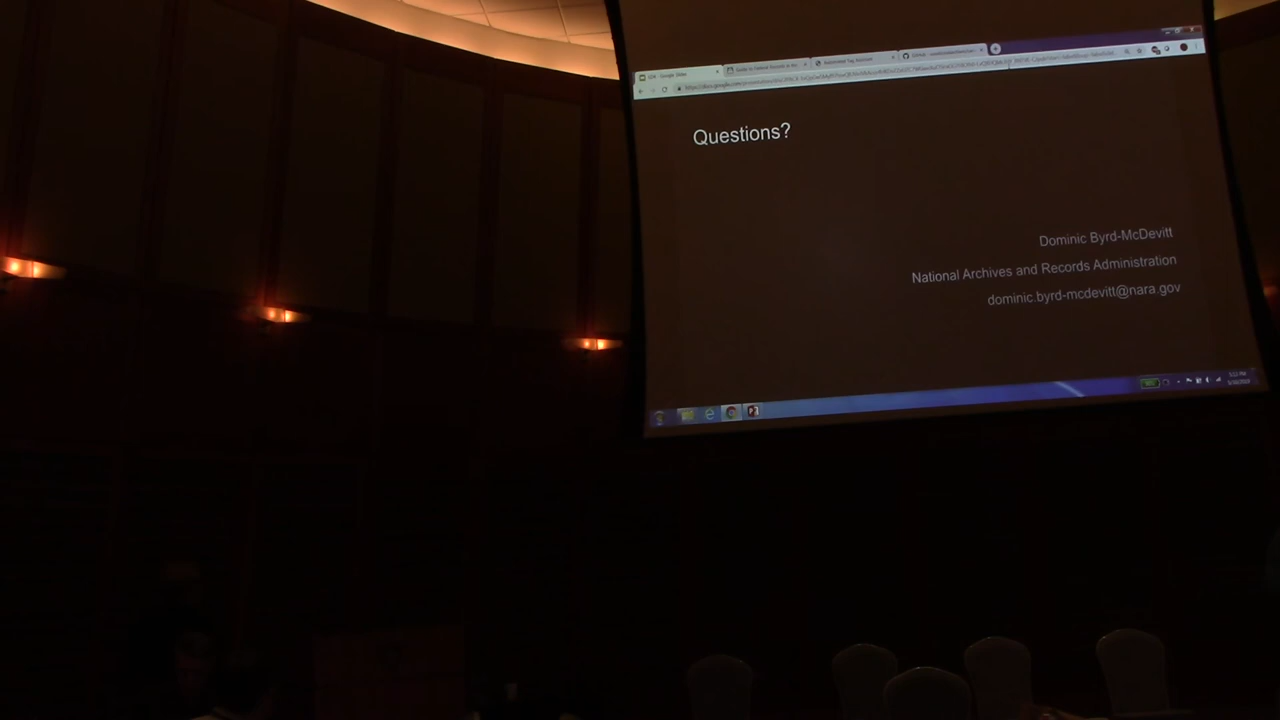 Questions?
Dominic Byrd-McDevitt
National Archives and Records Administration
dominic.byrd-mcdevitt@nara.gov